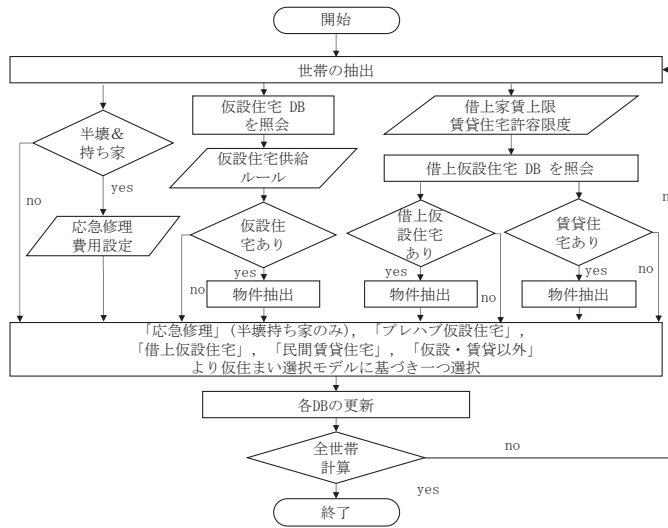 開始
世帯の抽出
半壊&
持ち家
no
yes
応急修理
費用設定
仮設住宅 DB
を照会
仮設住宅供給
ルール
仮設住
宅あり
no
yes
物件抽出
借上家賃上限
賃貸住宅許容限度
借上仮設住宅 DB を照会
借上仮
設住宅
あり
yes
no
物件抽出
賃貸住
宅あり
yes
no
物件抽出
「応急修理」(半壊持ち家のみ), 「プレハブ仮設住宅」,
「借上仮設住宅」, 「民間賃貸住宅」, 「仮設・賃貸以外」
より仮住まい選択モデルに基づき一つ選択
各DBの更新
全世帯
計算
no
yes
終了